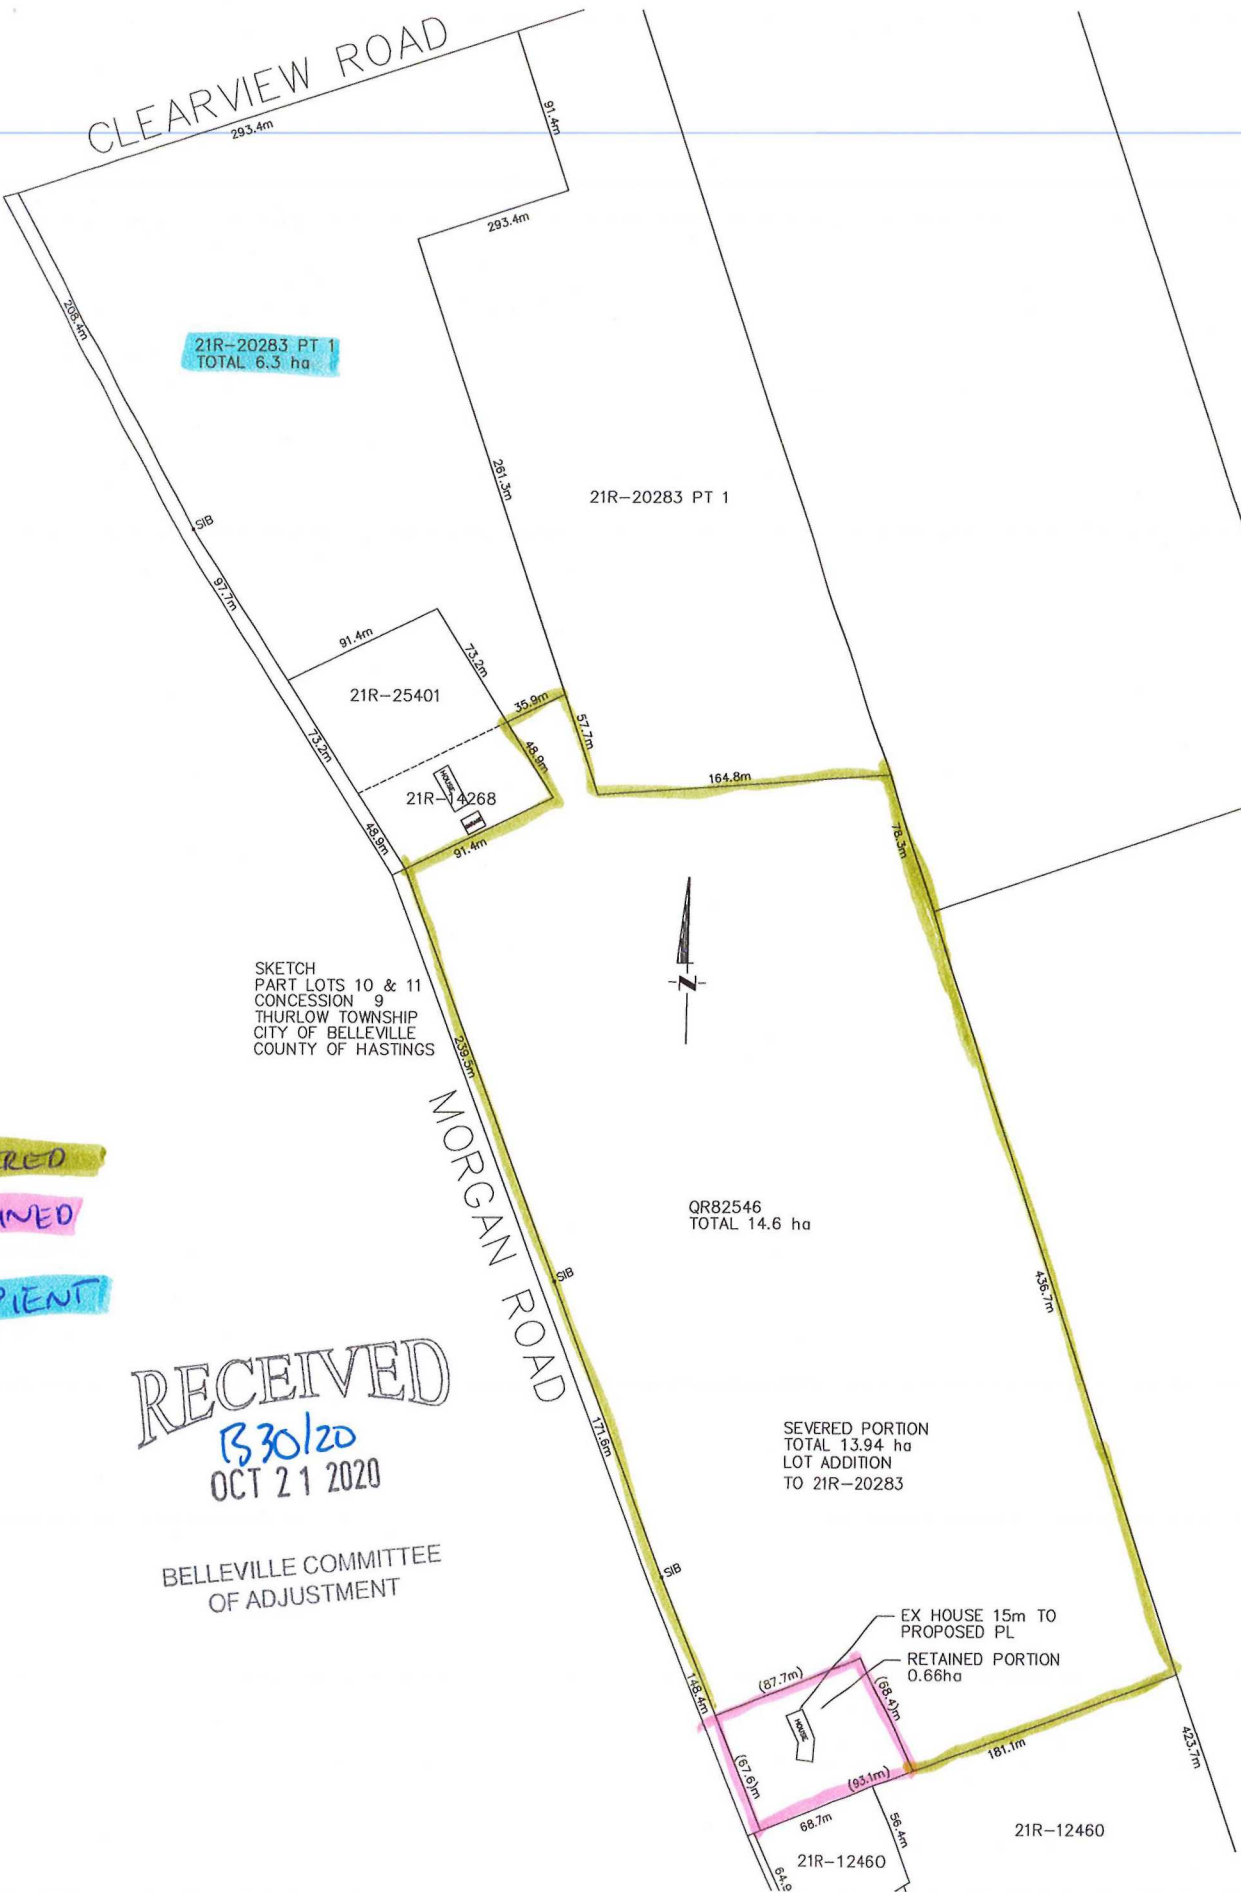 CLEARVIEW ROAD
293.4m
91.4m
293.4m
208.4m
21R-20283 PT 1
TOTAL 6.3 ha
261.3m
21R-20283 PT 1
SIB
97.7m
91.4m
73.2m
21R-25401
35.9m
57.7m
73.2m
48.9m
164.8m
HOUSE
21R-14268
48.9m
91.4m
78.3m
SKETCH
PART LOTS 10 & 11
CONCESSION 9
THURLOW TOWNSHIP
CITY OF BELLEVILLE
COUNTY OF HASTINGS
N
239.5m
MORGAN ROAD
ERED
INED
PIENT
QR82546
TOTAL 14.6 ha
SIB
436.7m
RECEIVED
B30/20
OCT 21 2020
BELLEVILLE COMMITTEE
OF ADJUSTMENT
171.6m
SEVERED PORTION
TOTAL 13.94 ha
LOT ADDITION
TO 21R-20283
SIB
EX HOUSE 15m TO
PROPOSED PL
RETAINED PORTION
0.66ha
148.4m
(87.7m)
(68.4)m
HOUSE
(67.6)m
(93.1m)
181.1m
423.7m
68.7m
56.4m
21R-12460
21R-12460
64.9